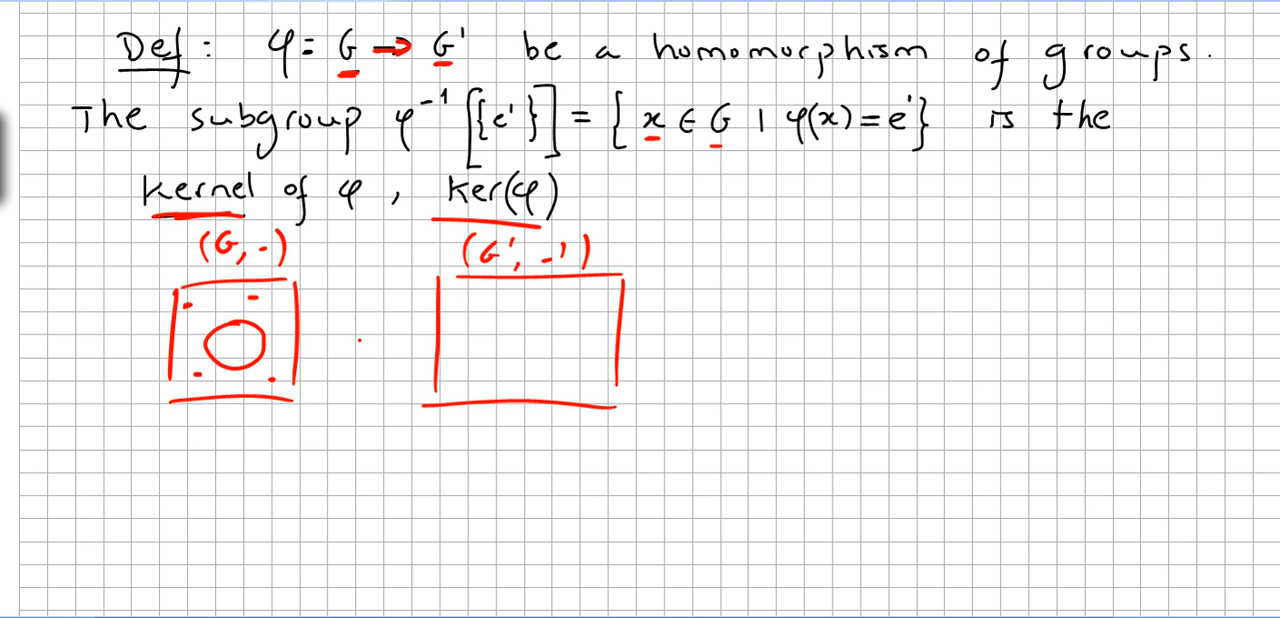 Def: φ: G → G' be a homomorphism of groups.
The subgroup φ⁻¹[{e'}] = { x ∈ G | φ(x) = e' } is the
kernel of φ, Ker(φ)
(G, ·) (G', ·')